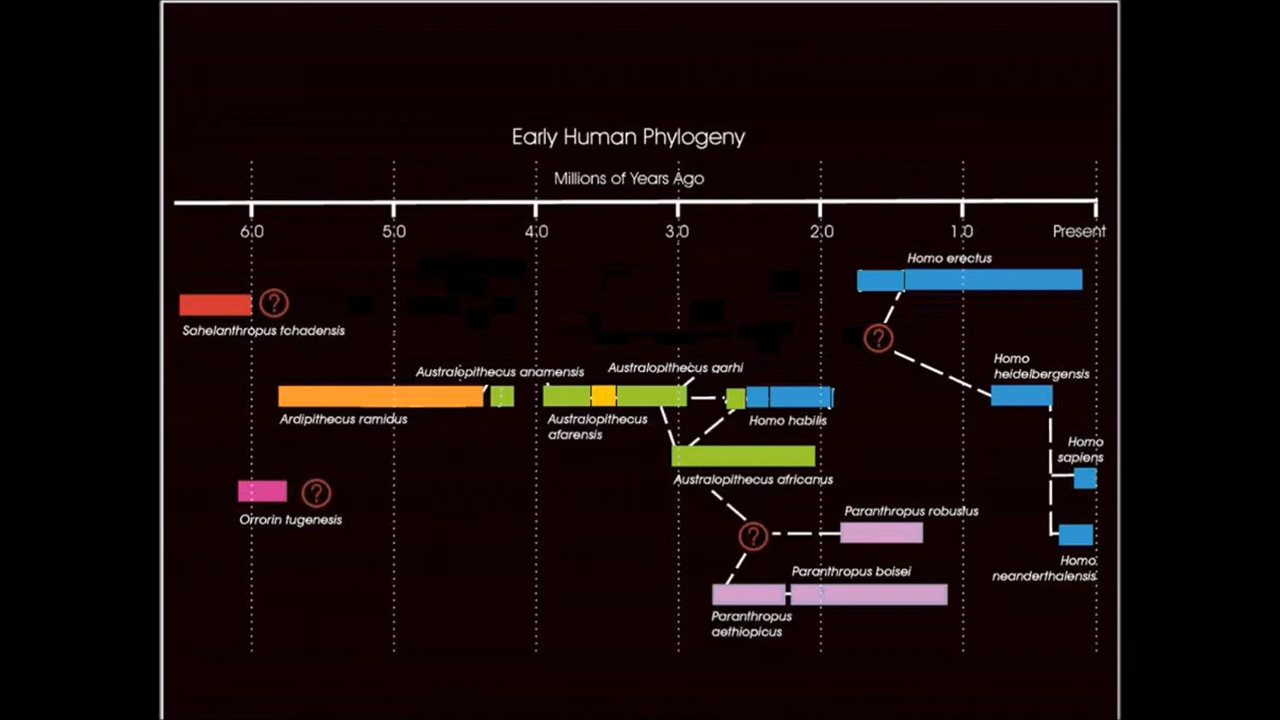 Early Human Phylogeny
Millions of Years Ago
6.0 5.0 4.0 3.0 2.0 1.0 Present
Homo erectus
?
Sahelanthropus tchadensis
?
Homo
heidelbergensis
Australopithecus anamensis
Australopithecus garhi
Ardipithecus ramidus
Australopithecus
afarensis
Homo habilis
Homo
sapiens
Australopithecus africanus
?
Orrorin tugenesis
Paranthropus robustus
?
Homo
neanderthalensis
Paranthropus boisei
Paranthropus
aethiopicus